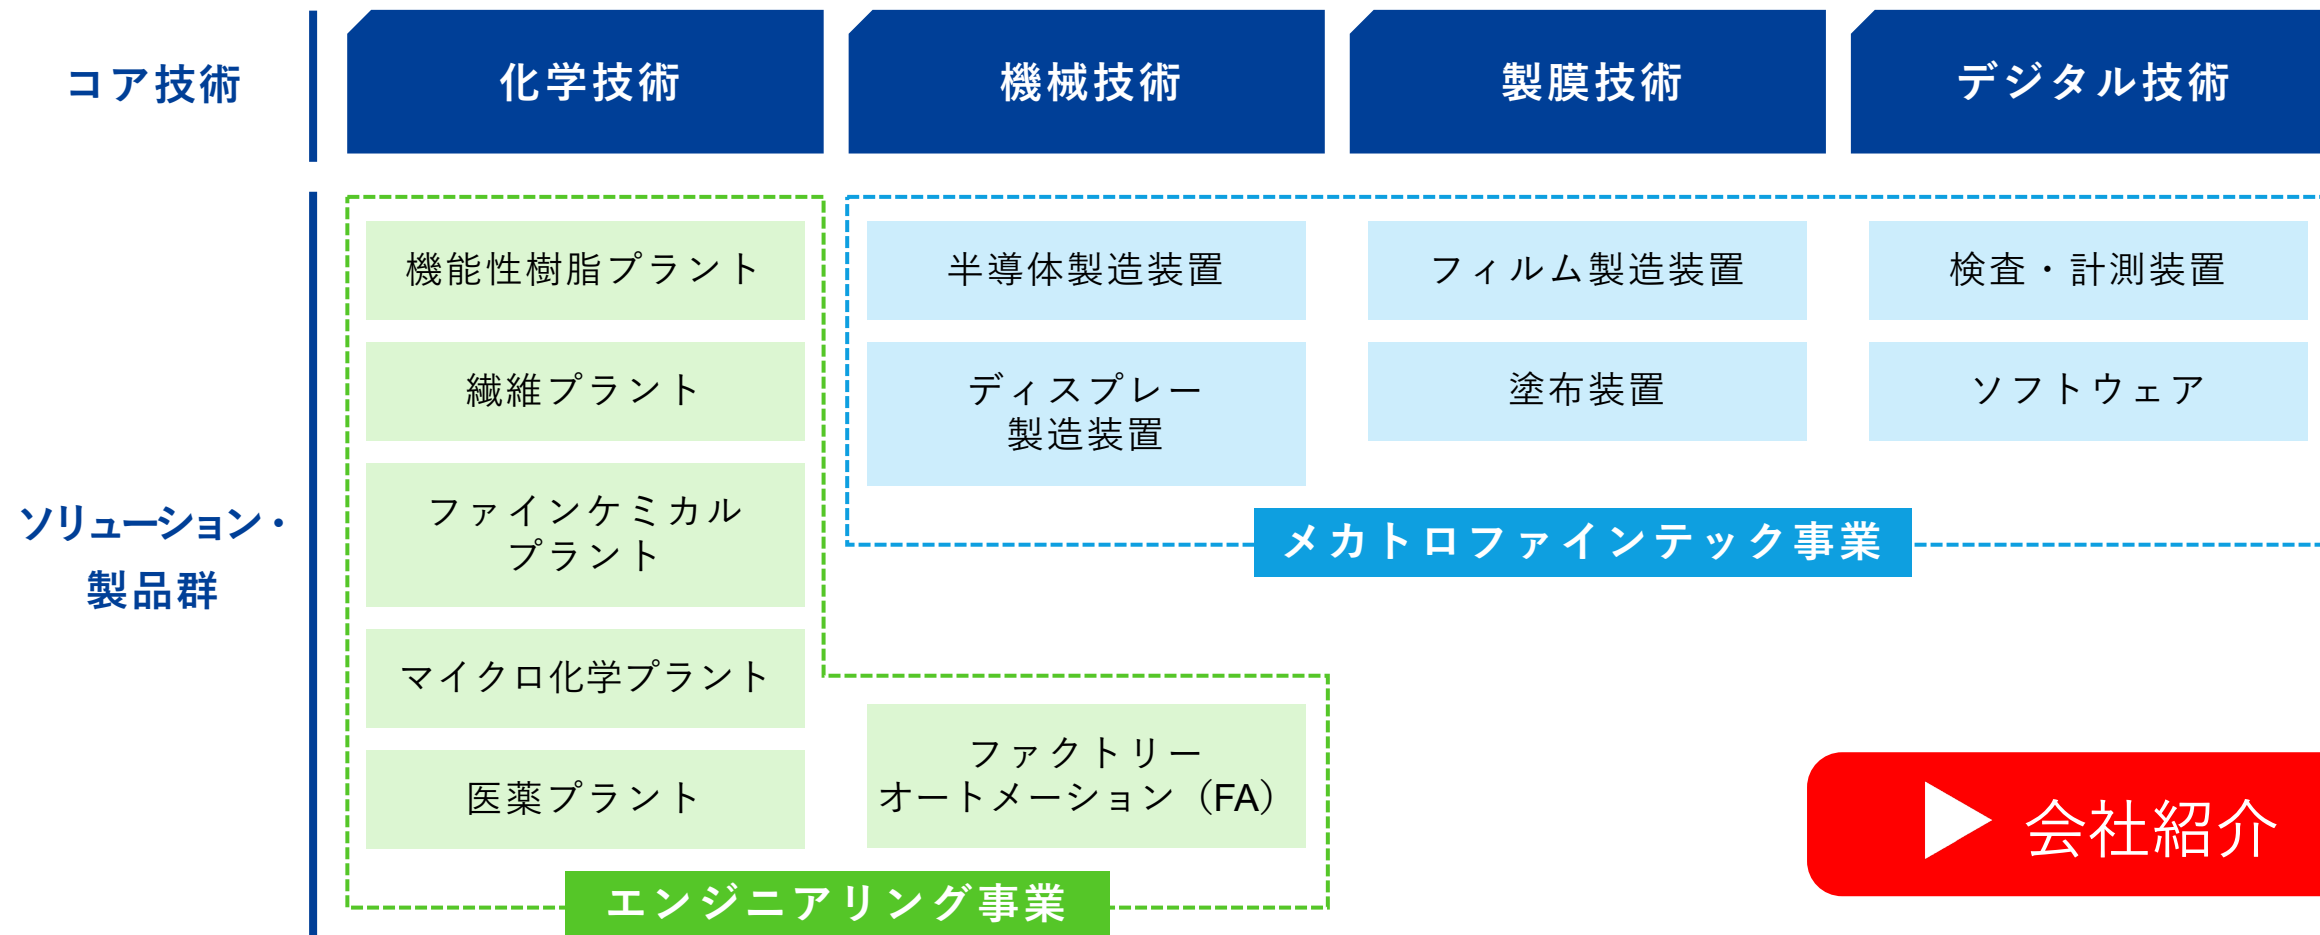 コア技術
化学技術
機械技術
製膜技術
デジタル技術
ソリューション・
製品群
機能性樹脂プラント
繊維プラント
ファインケミカル
プラント
マイクロ化学プラント
医薬プラント
ファクトリー
オートメーション（FA）
エンジニアリング事業
半導体製造装置
ディスプレー
製造装置
フィルム製造装置
塗布装置
検査・計測装置
ソフトウェア
メカトロファインテック事業
会社紹介